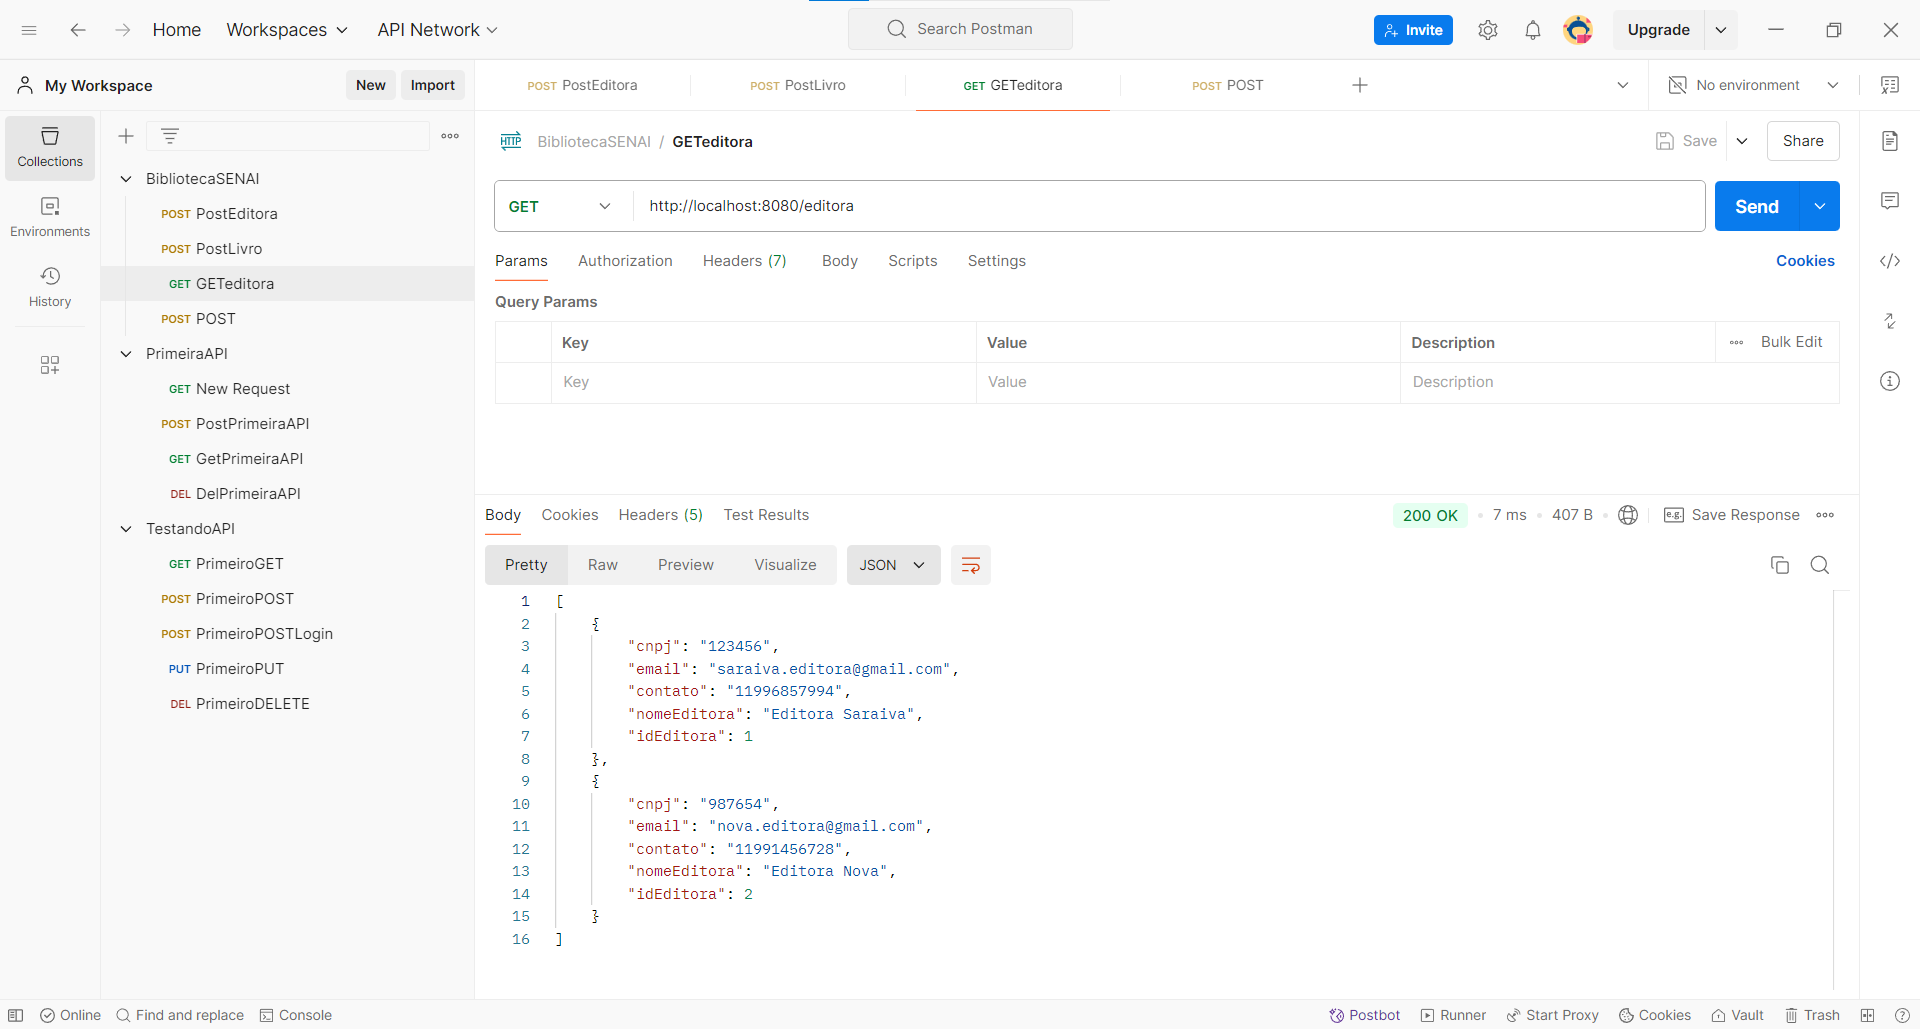 Home Workspaces API Network Search Postman Invite Upgrade
My Workspace New Import
POST PostEditora POST PostLivro GET GETeditora POST POST No environment
Collections
Environments
History
BibliotecaSENAI
POST PostEditora
POST PostLivro
GET GETeditora
POST POST
PrimeiraAPI
GET New Request
POST PostPrimeiraAPI
GET GetPrimeiraAPI
DEL DelPrimeiraAPI
TestandoAPI
GET PrimeiroGET
POST PrimeiroPOST
POST PrimeiroPOSTLogin
PUT PrimeiroPUT
DEL PrimeiroDELETE
HTTP BibliotecaSENAI / GETeditora Save Share
GET http://localhost:8080/editora Send
Params Authorization Headers (7) Body Scripts Settings Cookies
Query Params
Key Value Description Bulk Edit
Key Value Description
Body Cookies Headers (5) Test Results 200 OK 7 ms 407 B e.g. Save Response
Pretty Raw Preview Visualize JSON
1 [
2 {
3 "cnpj": "123456",
4 "email": "saraiva.editora@gmail.com",
5 "contato": "11996857994",
6 "nomeEditora": "Editora Saraiva",
7 "idEditora": 1
8 },
9 {
10 "cnpj": "987654",
11 "email": "nova.editora@gmail.com",
12 "contato": "11991456728",
13 "nomeEditora": "Editora Nova",
14 "idEditora": 2
15 }
16 ]
Online Find and replace Console Postbot Runner Start Proxy Cookies Vault Trash